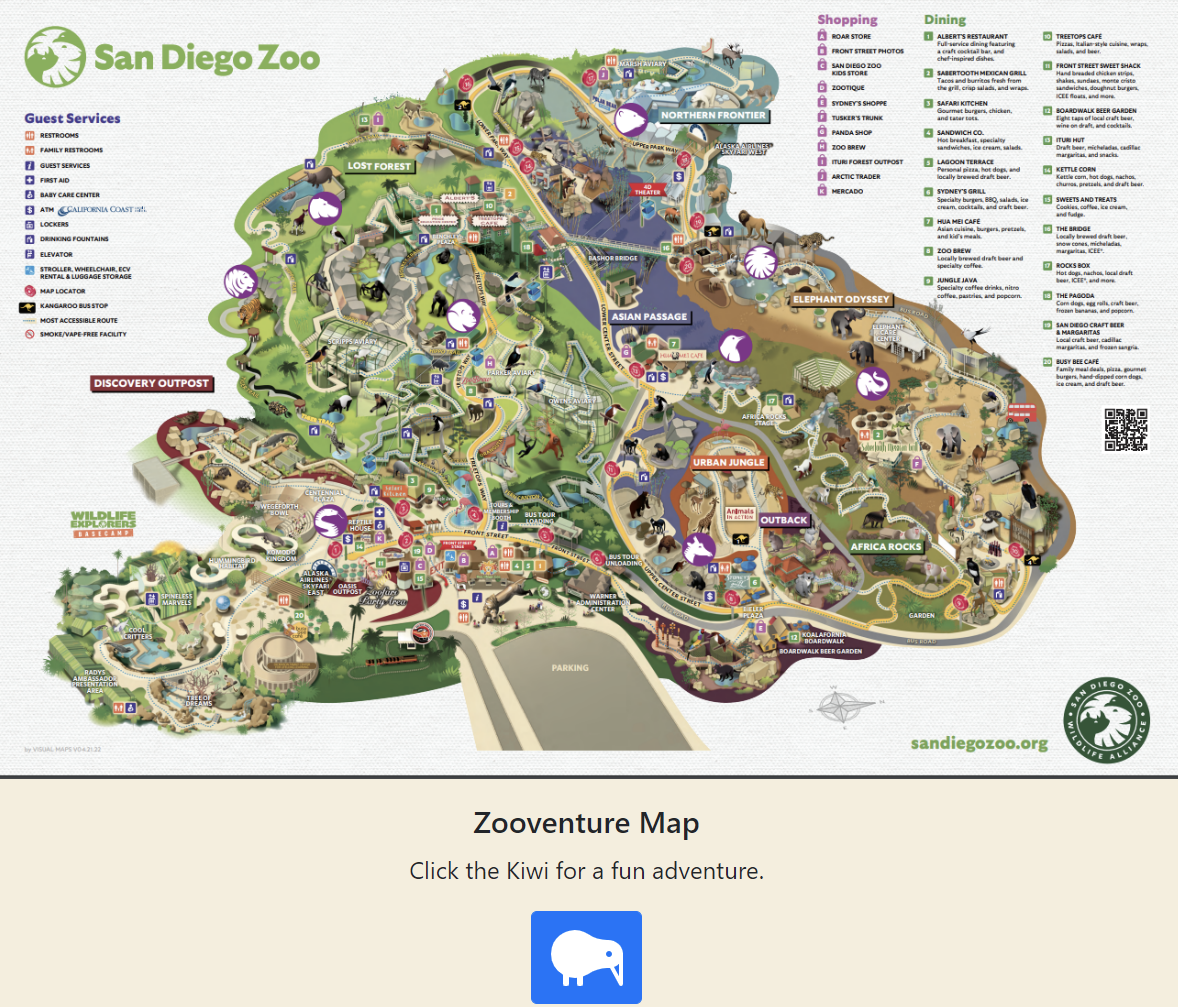 San Diego Zoo
Guest Services
RESTROOMS
FAMILY RESTROOMS
GUEST SERVICES
FIRST AID
BABY CARE CENTER
ATM CALIFORNIA COAST
LOCKERS
DRINKING FOUNTAINS
ELEVATOR
STROLLER, WHEELCHAIR, ECV
RENTAL & LUGGAGE STORAGE
MAP LOCATOR
KANGAROO BUS STOP
MOST ACCESSIBLE ROUTE
SMOKE/VAPE-FREE FACILITY
Shopping
A ROAR STORE
B FRONT STREET PHOTOS
C SAN DIEGO ZOO
KIDS STORE
D ZOOTIQUE
E SYDNEY'S SHOPPE
F TUSKER'S TRUNK
G PANDA SHOP
H ZOO BREW
I ITURI FOREST OUTPOST
J ARCTIC TRADER
K MERCADO
Dining
1 ALBERT'S RESTAURANT
Full-service dining featuring
a craft cocktail bar, and
chef-inspired dishes.
2 SABERTOOTH MEXICAN GRILL
Tacos and burritos fresh from
the grill, crisp salads, and wraps.
3 SAFARI KITCHEN
Gourmet burgers, chicken,
and tater tots.
4 SANDWICH CO.
Hot breakfast, specialty
sandwiches, ice cream, salads.
5 LAGOON TERRACE
Personal pizza, hot dogs, and
locally brewed draft beer.
6 SYDNEY'S GRILL
Specialty burgers, BBQ, salads, ice
cream, cocktails, and craft beer.
7 HUA MEI CAFÉ
Asian cuisine, burgers, pretzels,
and kid's meals.
8 ZOO BREW
Locally brewed draft beer and
specialty coffee.
9 JUNGLE JAVA
Specialty coffee drinks, nitro
coffee, pastries, and popcorn.
10 TREETOPS CAFÉ
Pizzas, Italian-style cuisine, wraps,
salads, and beer.
11 FRONT STREET SWEET SHACK
Hand breaded chicken strips,
shakes, sundaes, monte cristo
sandwiches, doughnut burgers,
ICEE floats, and more.
12 BOARDWALK BEER GARDEN
Eight taps of local craft beer,
wine on draft, and cocktails.
13 ITURI HUT
Draft beer, micheladas, cadillac
margaritas, and snacks.
14 KETTLE CORN
Kettle corn, hot dogs, nachos,
churros, pretzels, and draft beer.
15 SWEETS AND TREATS
Cookies, coffee, ice cream,
and fudge.
16 THE BRIDGE
Locally brewed draft beer,
snow cones, micheladas,
margaritas, ICEE®.
17 ROCKS BOX
Hot dogs, nachos, local draft
beer, ICEE®, and more.
18 THE PAGODA
Corn dogs, egg rolls, craft beer,
frozen bananas, and popcorn.
19 SAN DIEGO CRAFT BEER
& MARGARITAS
Local craft beer, cadillac
margaritas, and frozen sangria.
20 BUSY BEE CAFÉ
Family meal deals, pizza, gourmet
burgers, hand-dipped corn dogs,
ice cream, and draft beer.
MARSH AVIARY
NORTHERN FRONTIER
UPPER PARK WAY
ALASKA AIRLINES
SKYFARI WEST
LOST FOREST
4D
THEATER
ALBERT'S
TREETOPS
CAFE
BASHOR BRIDGE
ELEPHANT ODYSSEY
ELEPHANT
CARE
CENTER
BUS ROAD
ASIAN PASSAGE
LOWER CENTER STREET
TREETOPS WAY
SCRIPPS AVIARY
PARKER AVIARY
OWENS AVIARY
DISCOVERY OUTPOST
AFRICA ROCKS
STAGE
URBAN JUNGLE
Animals
IN ACTION
OUTBACK
AFRICA ROCKS
CENTENNIAL
PLAZA
WEGEFORTH
BOWL
REPTILE
HOUSE
KOMODO
KINGDOM
HUMMINGBIRD
HABITAT
WILDLIFE
EXPLORERS
BASECAMP
SPINELESS
MARVELS
COOL
CRITTERS
RADYS
AMBASSADOR
PRESENTATION
AREA
TREE OF
DREAMS
ALASKA
AIRLINES
SKYFARI
EAST
OASIS
OUTPOST
Zoofari
Party Area
TOURS &
MEMBERSHIP
BOOTH
BUS TOUR
LOADING
FRONT STREET
FRONT STREET
BUS TOUR
UNLOADING
UPPER CENTER STREET
WARNER
ADMINISTRATION
CENTER
PARKING
KOALAFORNIA
BOARDWALK
BOARDWALK BEER GARDEN
GARDEN
BUS ROAD
by VISUAL MAPS V04.21.22
sandiegozoo.org
SAN DIEGO ZOO
WILDLIFE ALLIANCE
Zooventure Map
Click the Kiwi for a fun adventure.